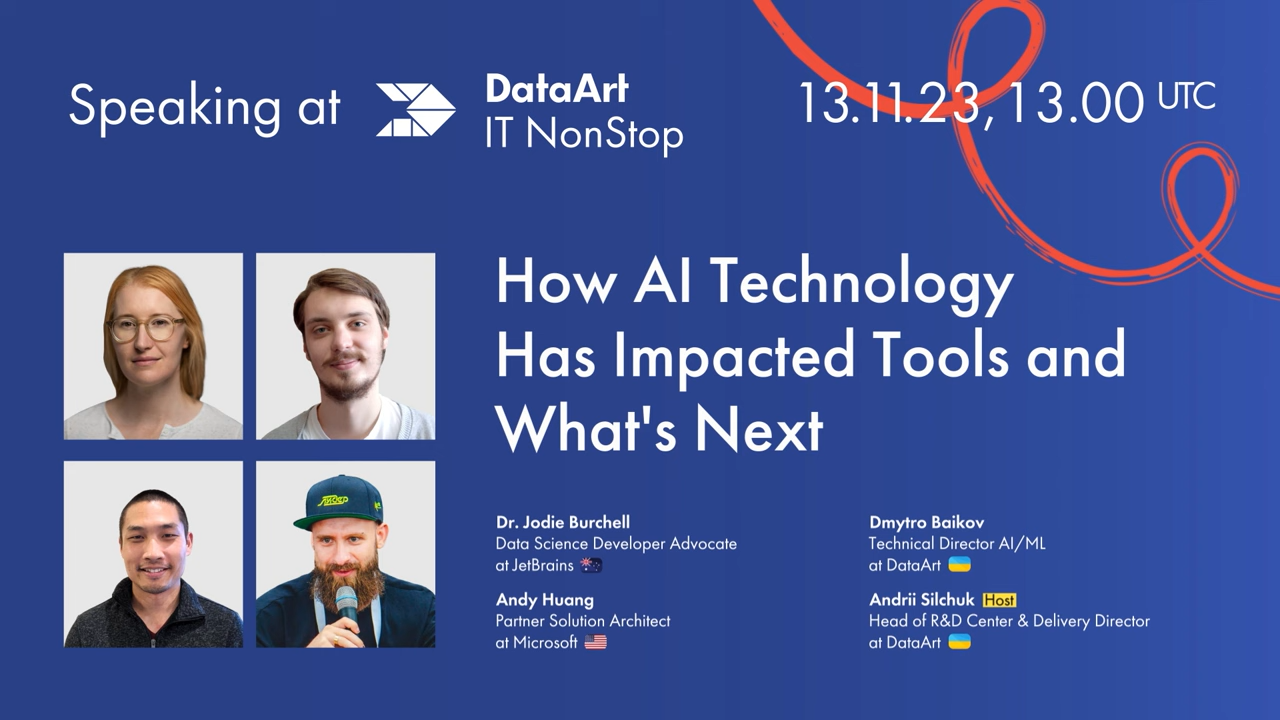 Speaking at
DataArt
IT NonStop
13.11.23, 13.00 UTC
How AI Technology
Has Impacted Tools and
What's Next
Dr. Jodie Burchell
Data Science Developer Advocate
at JetBrains
Andy Huang
Partner Solution Architect
at Microsoft
Dmytro Baikov
Technical Director AI/ML
at DataArt
Andrii Silchuk Host
Head of R&D Center & Delivery Director
at DataArt